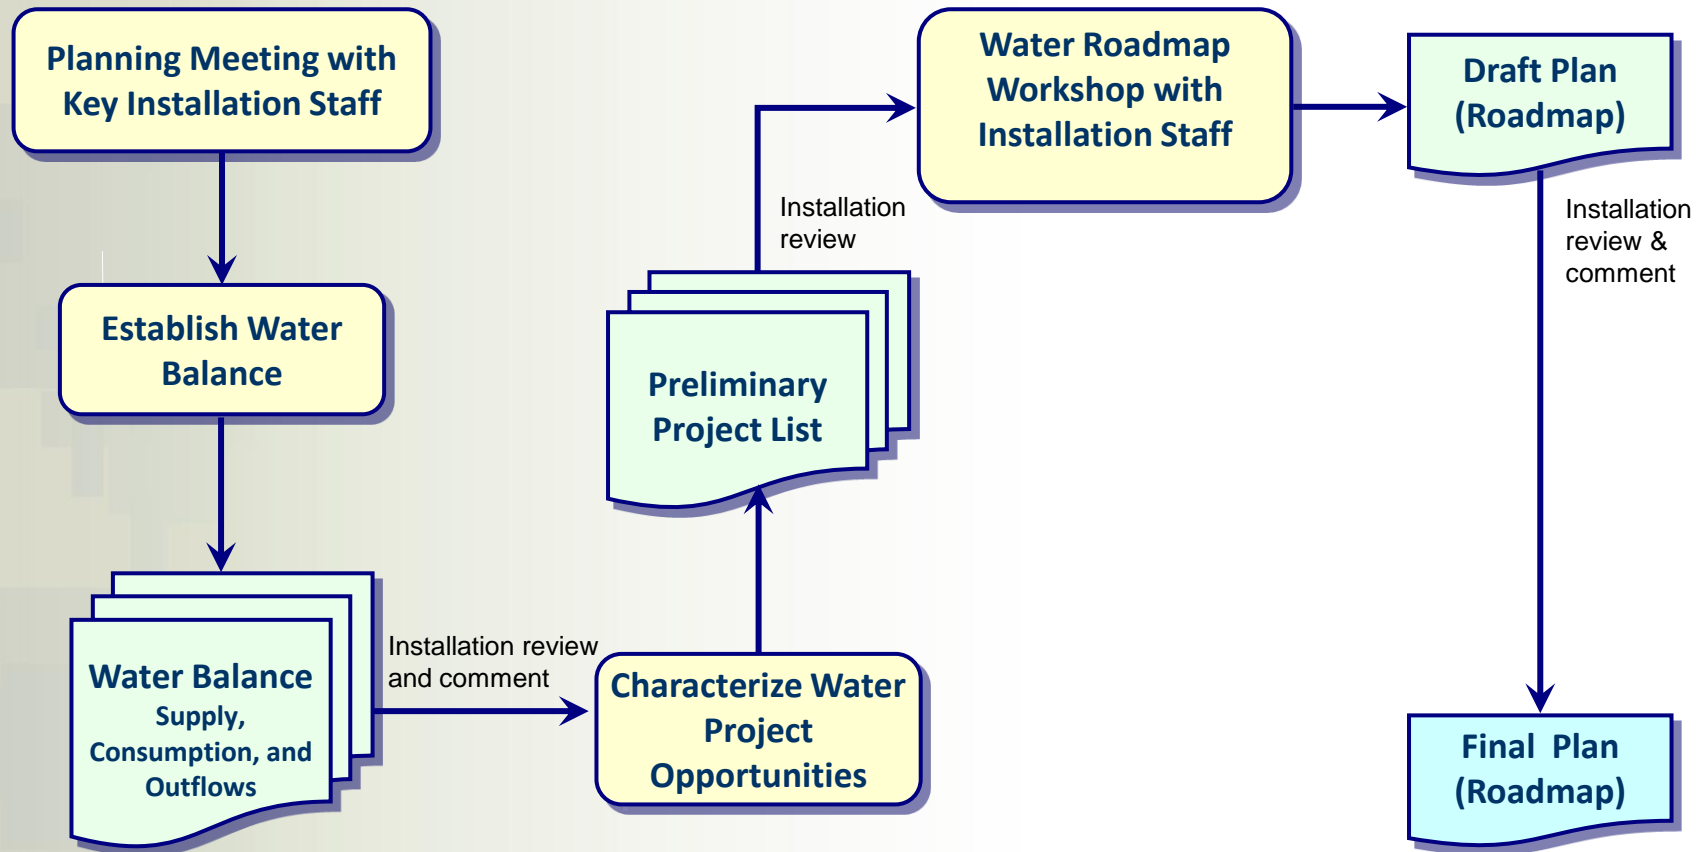 Planning Meeting with
Key Installation Staff
Establish Water
Balance
Water Balance
Supply,
Consumption, and
Outflows
Installation review
and comment
Characterize Water
Project
Opportunities
Preliminary
Project List
Installation
review
Water Roadmap
Workshop with
Installation Staff
Draft Plan
(Roadmap)
Installation
review &
comment
Final Plan
(Roadmap)